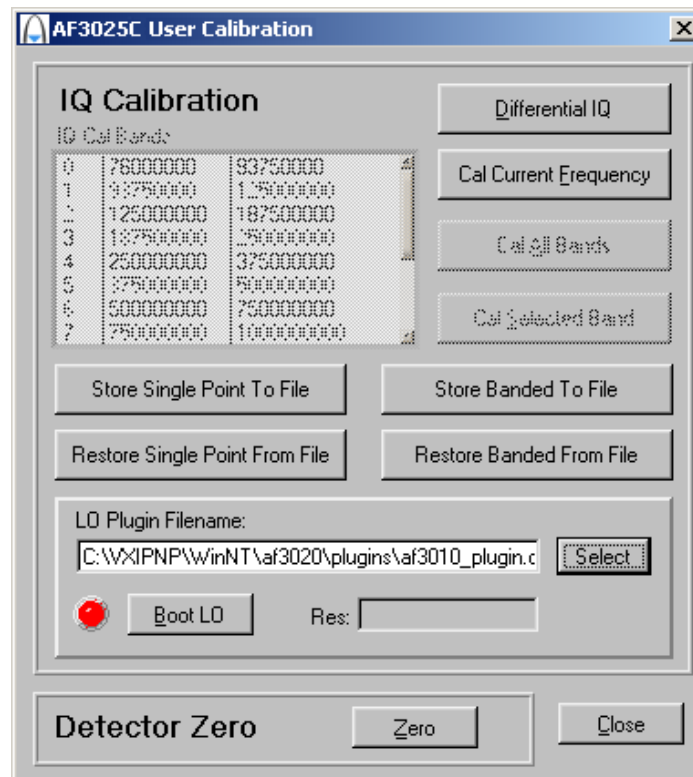 AF3025C User Calibration
IQ Calibration
Differential IQ
IQ Cal Bands
0 76000000 93750000
1 93750000 125000000
2 125000000 187500000
3 187500000 250000000
4 250000000 375000000
5 375000000 500000000
6 500000000 750000000
7 750000000 1000000000
Cal Current Frequency
Cal All Bands
Cal Selected Band
Store Single Point To File
Store Banded To File
Restore Single Point From File
Restore Banded From File
LO Plugin Filename:
C:\VXIPNP\WinNT\af3020\plugins\af3010_plugin.c
Select
Boot LO
Res:
Detector Zero
Zero
Close